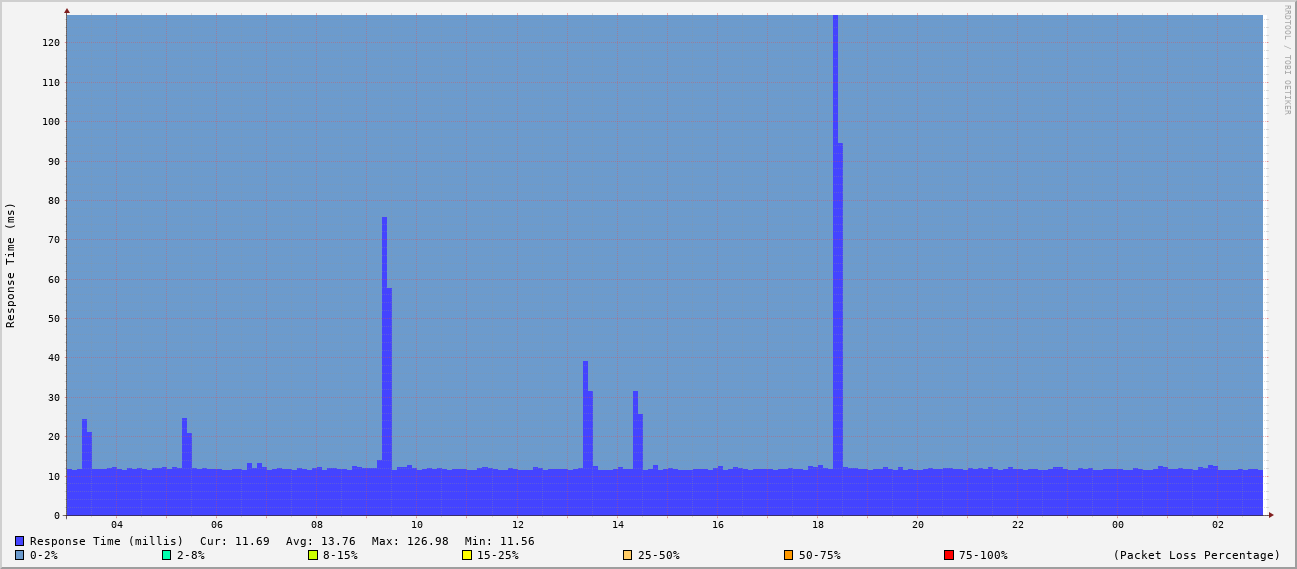 RRDTOOL / TOBI OETIKER
Response Time (ms)
120
110
100
90
80
70
60
50
40
30
20
10
0
04 06 08 10 12 14 16 18 20 22 00 02
Response Time (millis) Cur: 11.69 Avg: 13.76 Max: 126.98 Min: 11.56
0-2% 2-8% 8-15% 15-25% 25-50% 50-75% 75-100% (Packet Loss Percentage)